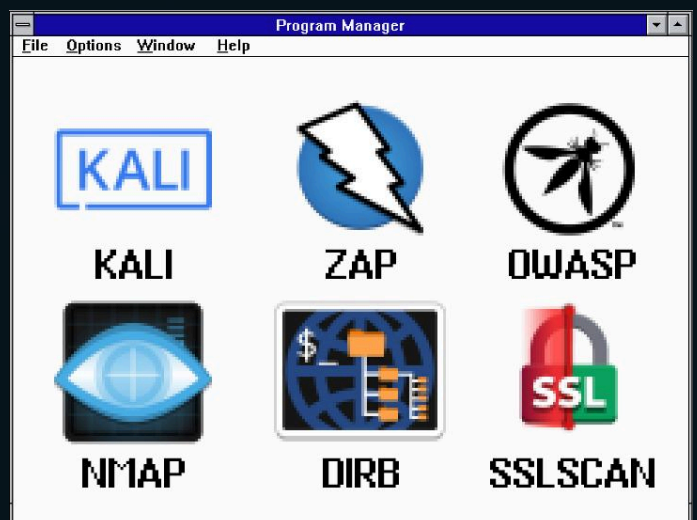 Program Manager
File Options Window Help
KALI
KALI
ZAP
OWASP
$_
SSL
NMAP
DIRB
SSLSCAN